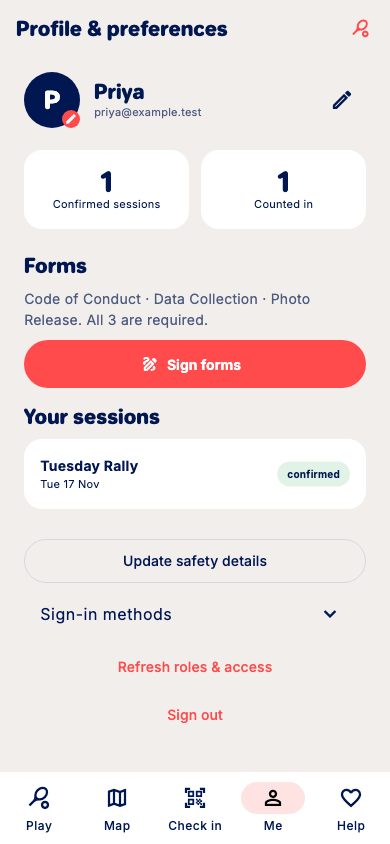 Profile & preferences
P
Priya
priya@example.test
1
Confirmed sessions
1
Counted in
Forms
Code of Conduct · Data Collection · Photo
Release. All 3 are required.
Sign forms
Your sessions
Tuesday Rally
Tue 17 Nov
confirmed
Update safety details
Sign-in methods
Refresh roles & access
Sign out
Play
Map
Check in
Me
Help